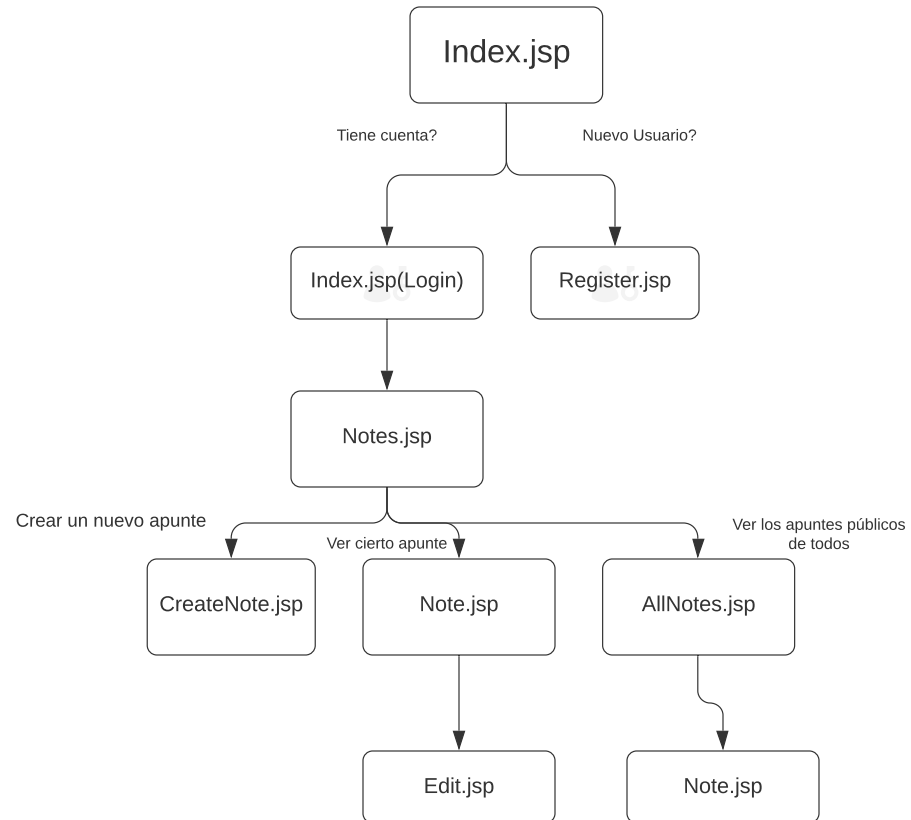 Index.jsp
Tiene cuenta?
Nuevo Usuario?
Index.jsp(Login)
Register.jsp
Notes.jsp
Crear un nuevo apunte
Ver cierto apunte
Ver los apuntes públicos
de todos
CreateNote.jsp
Note.jsp
AllNotes.jsp
Edit.jsp
Note.jsp